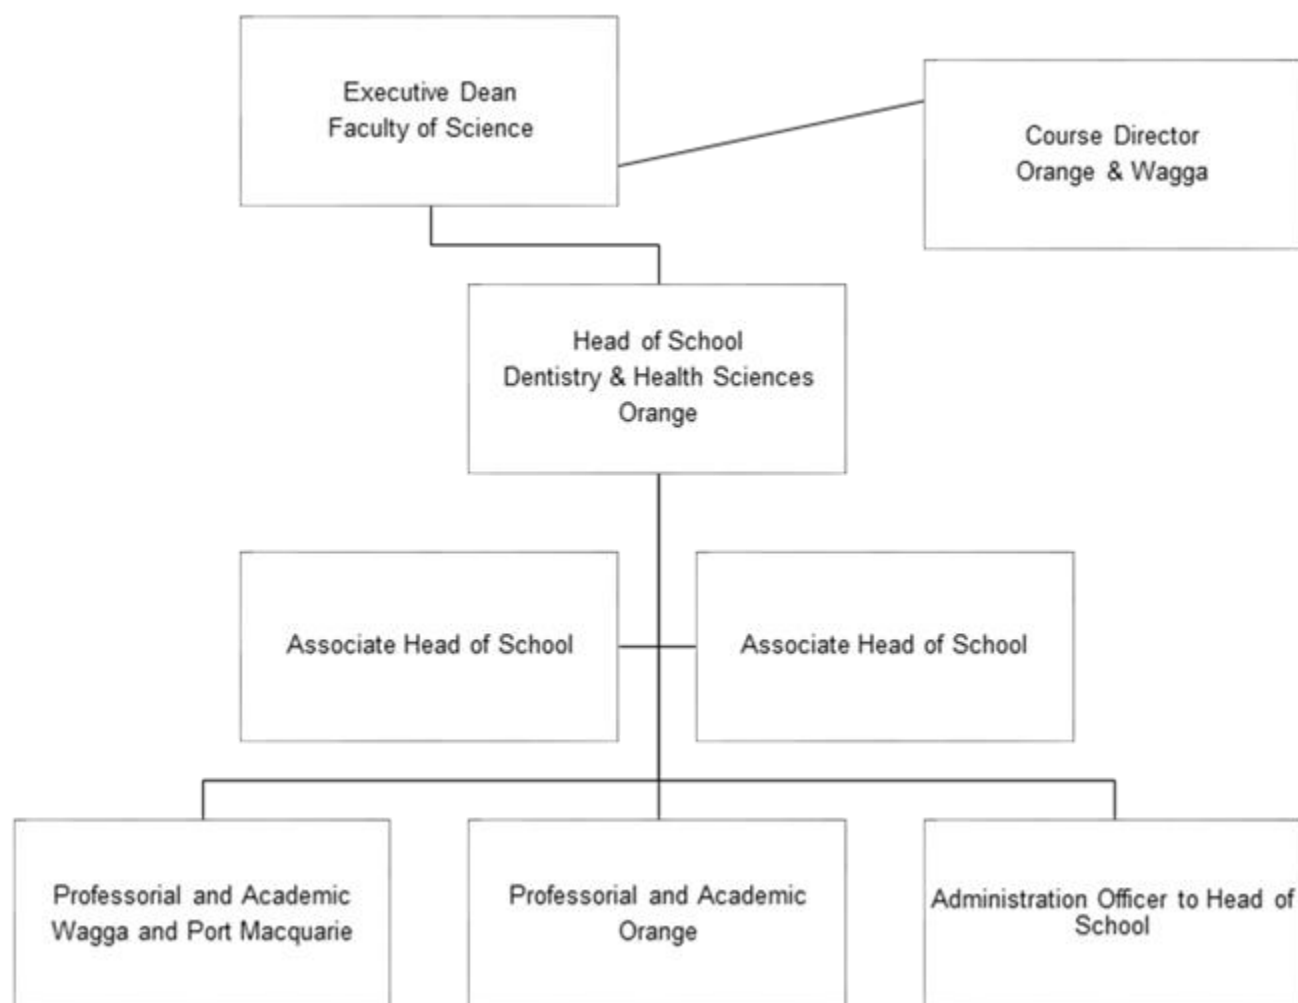 Executive Dean
Faculty of Science
Course Director
Orange & Wagga
Head of School
Dentistry & Health Sciences
Orange
Associate Head of School
Associate Head of School
Professorial and Academic
Wagga and Port Macquarie
Professorial and Academic
Orange
Administration Officer to Head of
School